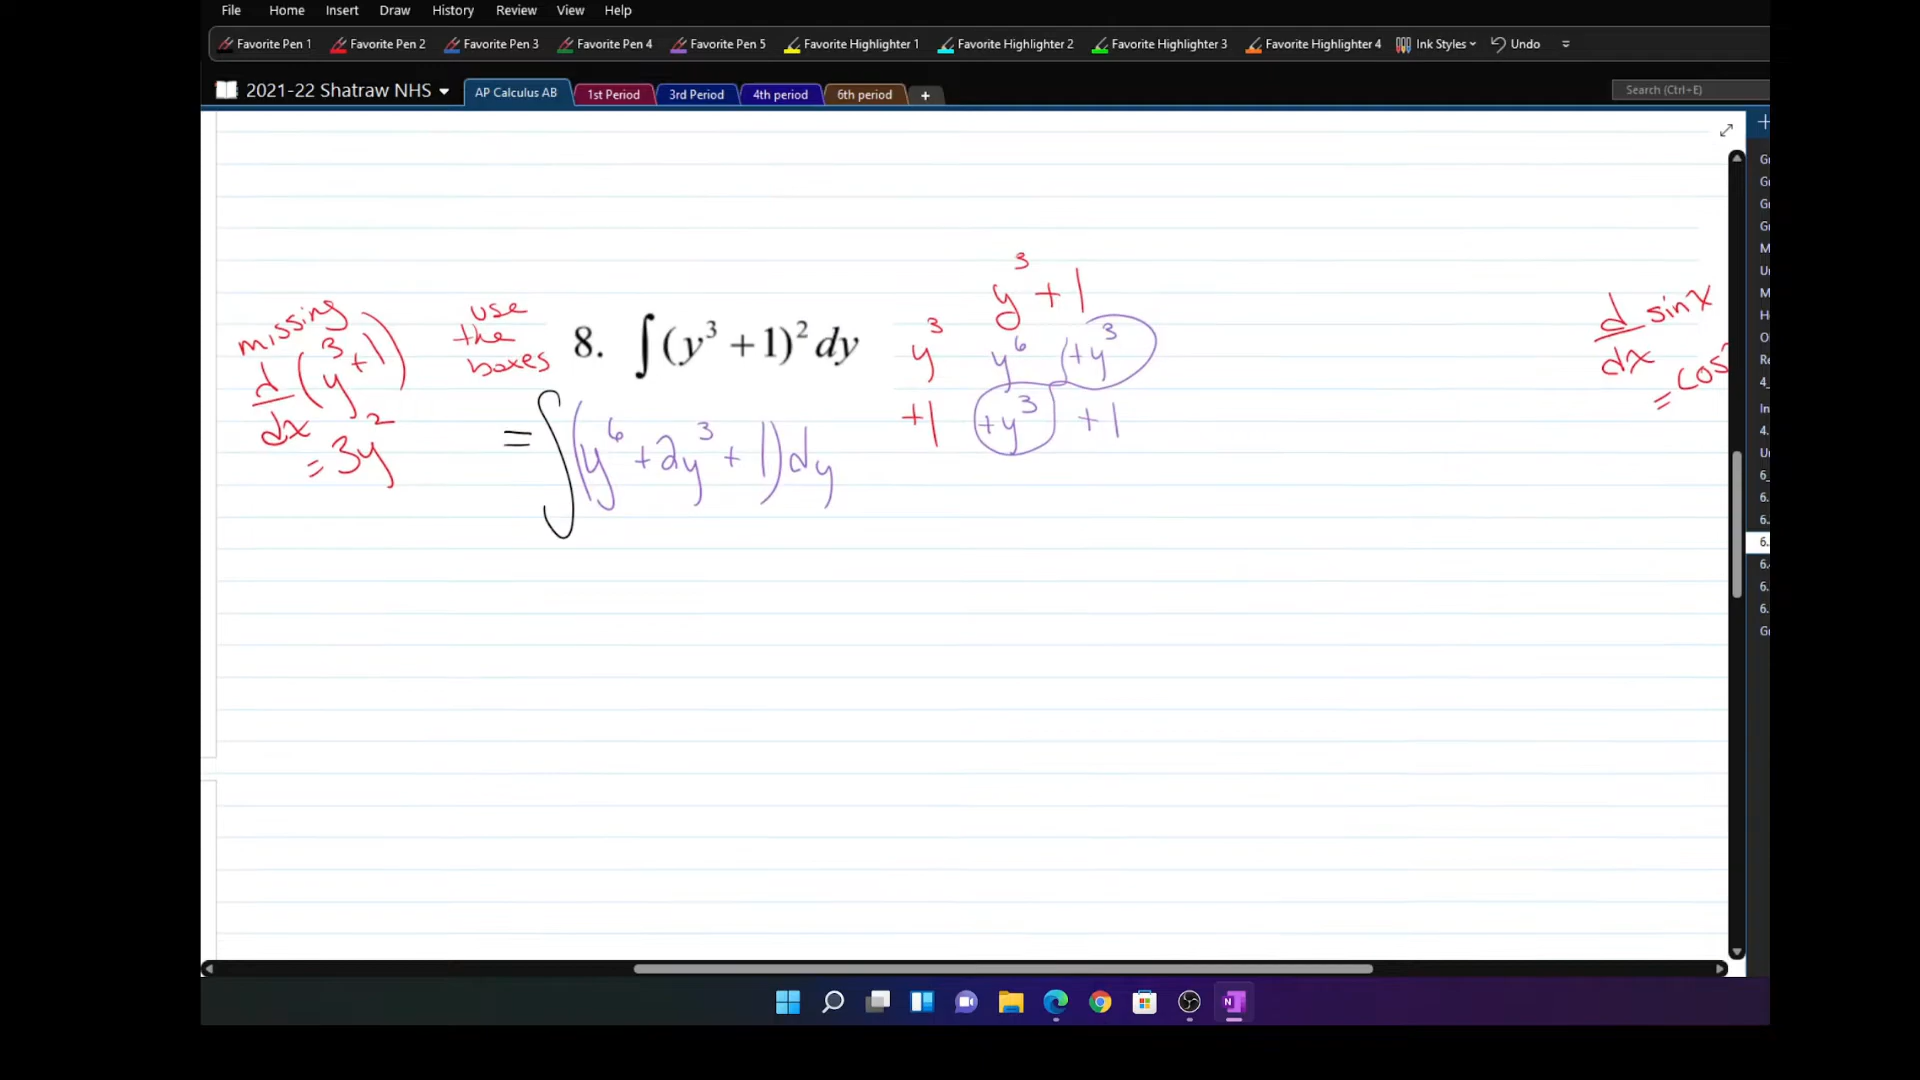 File Home Insert Draw History Review View Help
Favorite Pen 1 Favorite Pen 2 Favorite Pen 3 Favorite Pen 4 Favorite Pen 5 Favorite Highlighter 1 Favorite Highlighter 2 Favorite Highlighter 3 Favorite Highlighter 4 Ink Styles Undo
2021-22 Shatraw NHS AP Calculus AB 1st Period 3rd Period 4th period 6th period +
Search (Ctrl+E)
missing
d/dx (y³+1)
= 3y²
use
the
boxes
8. ∫(y³ +1)² dy
= ∫(y⁶ + 2y³ + 1) dy
y³ + 1
y³ y⁶ +y³
+1 +y³ +1
d/dx sin x
= cos